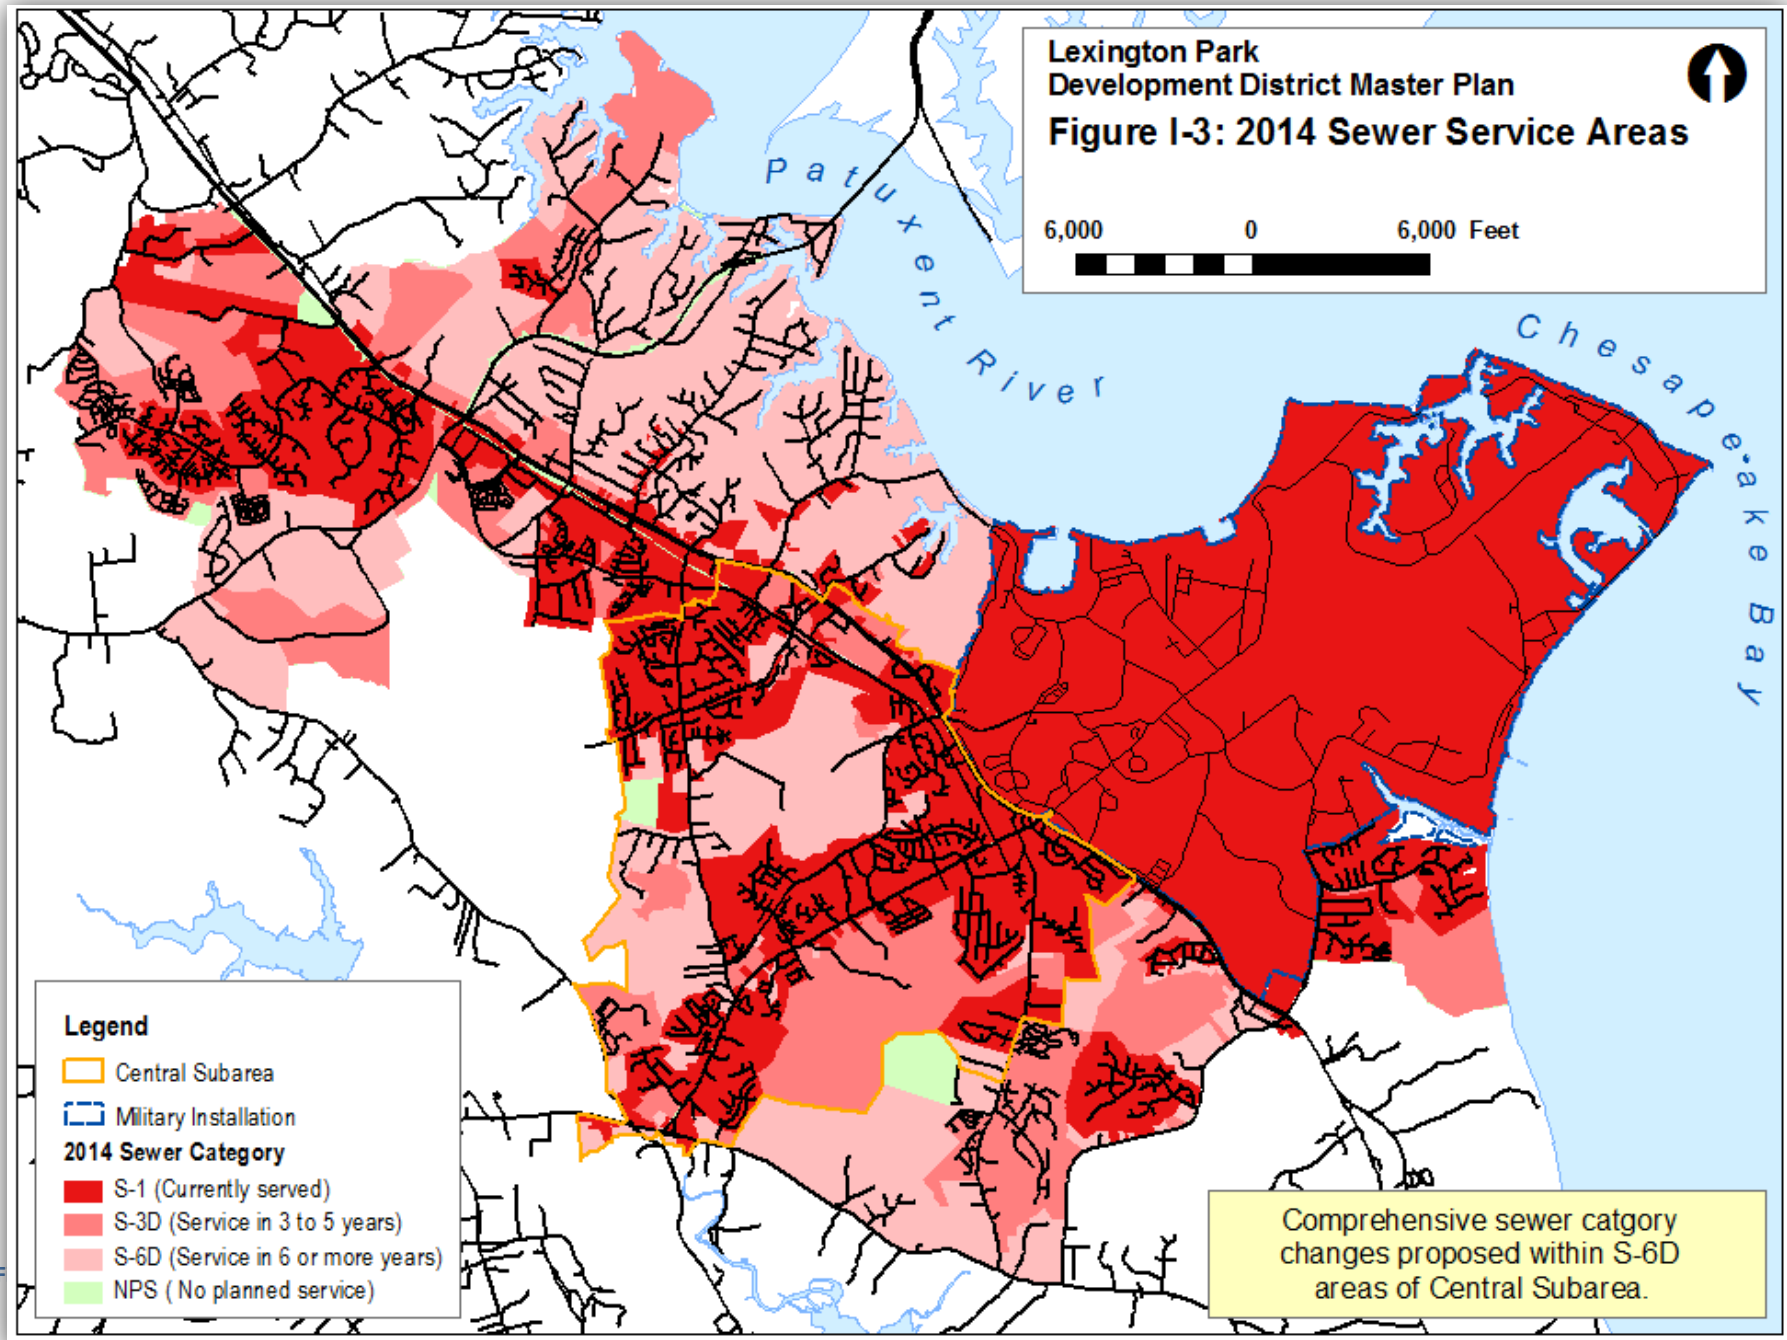 Lexington Park
Development District Master Plan
Figure I-3: 2014 Sewer Service Areas
6,000 0 6,000 Feet
Patuxent River
Chesapeake Bay
Legend
Central Subarea
Military Installation
2014 Sewer Category
S-1 (Currently served)
S-3D (Service in 3 to 5 years)
S-6D (Service in 6 or more years)
NPS ( No planned service)
Comprehensive sewer catgory
changes proposed within S-6D
areas of Central Subarea.